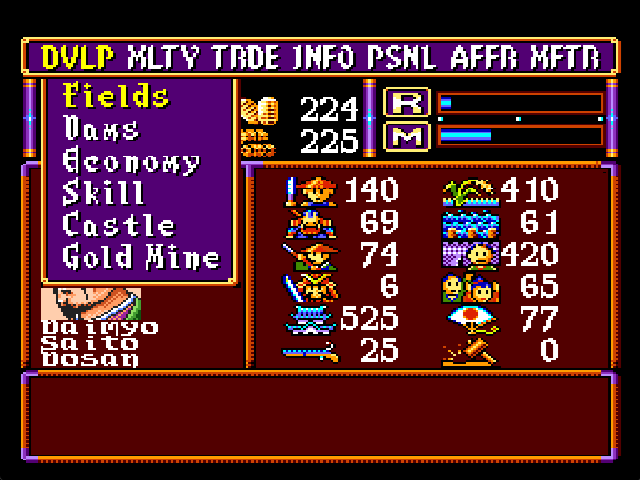 DVLP MLTY TRDE INFO PSNL AFFR MFTR
Fields
Dams
Economy
Skill
Castle
Gold Mine
224 R
225 M
140 410
69 61
74 420
6 65
525 77
25 0
Daimyo
Saito
Dosan